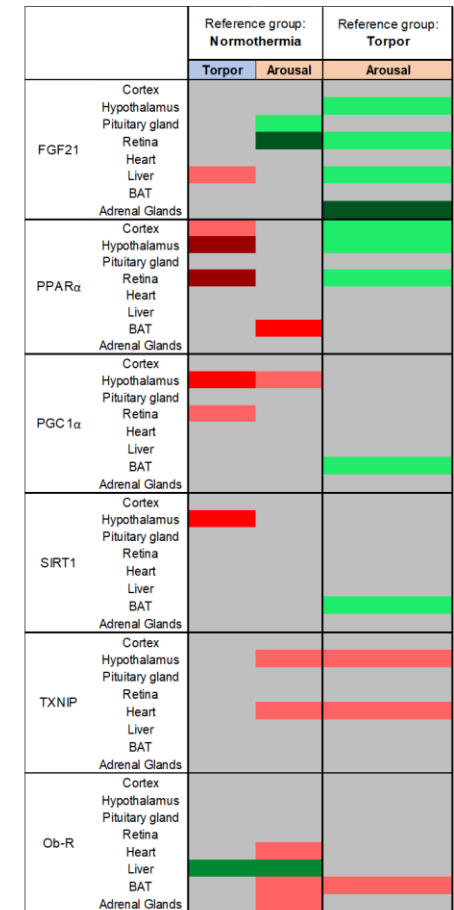 Reference group:
Normothermia
Reference group:
Torpor
Torpor
Arousal
Arousal
FGF21
Cortex
Hypothalamus
Pituitary gland
Retina
Heart
Liver
BAT
Adrenal Glands
PPARα
Cortex
Hypothalamus
Pituitary gland
Retina
Heart
Liver
BAT
Adrenal Glands
PGC1α
Cortex
Hypothalamus
Pituitary gland
Retina
Heart
Liver
BAT
Adrenal Glands
SIRT1
Cortex
Hypothalamus
Pituitary gland
Retina
Heart
Liver
BAT
Adrenal Glands
TXNIP
Cortex
Hypothalamus
Pituitary gland
Retina
Heart
Liver
BAT
Adrenal Glands
Ob-R
Cortex
Hypothalamus
Pituitary gland
Retina
Heart
Liver
BAT
Adrenal Glands